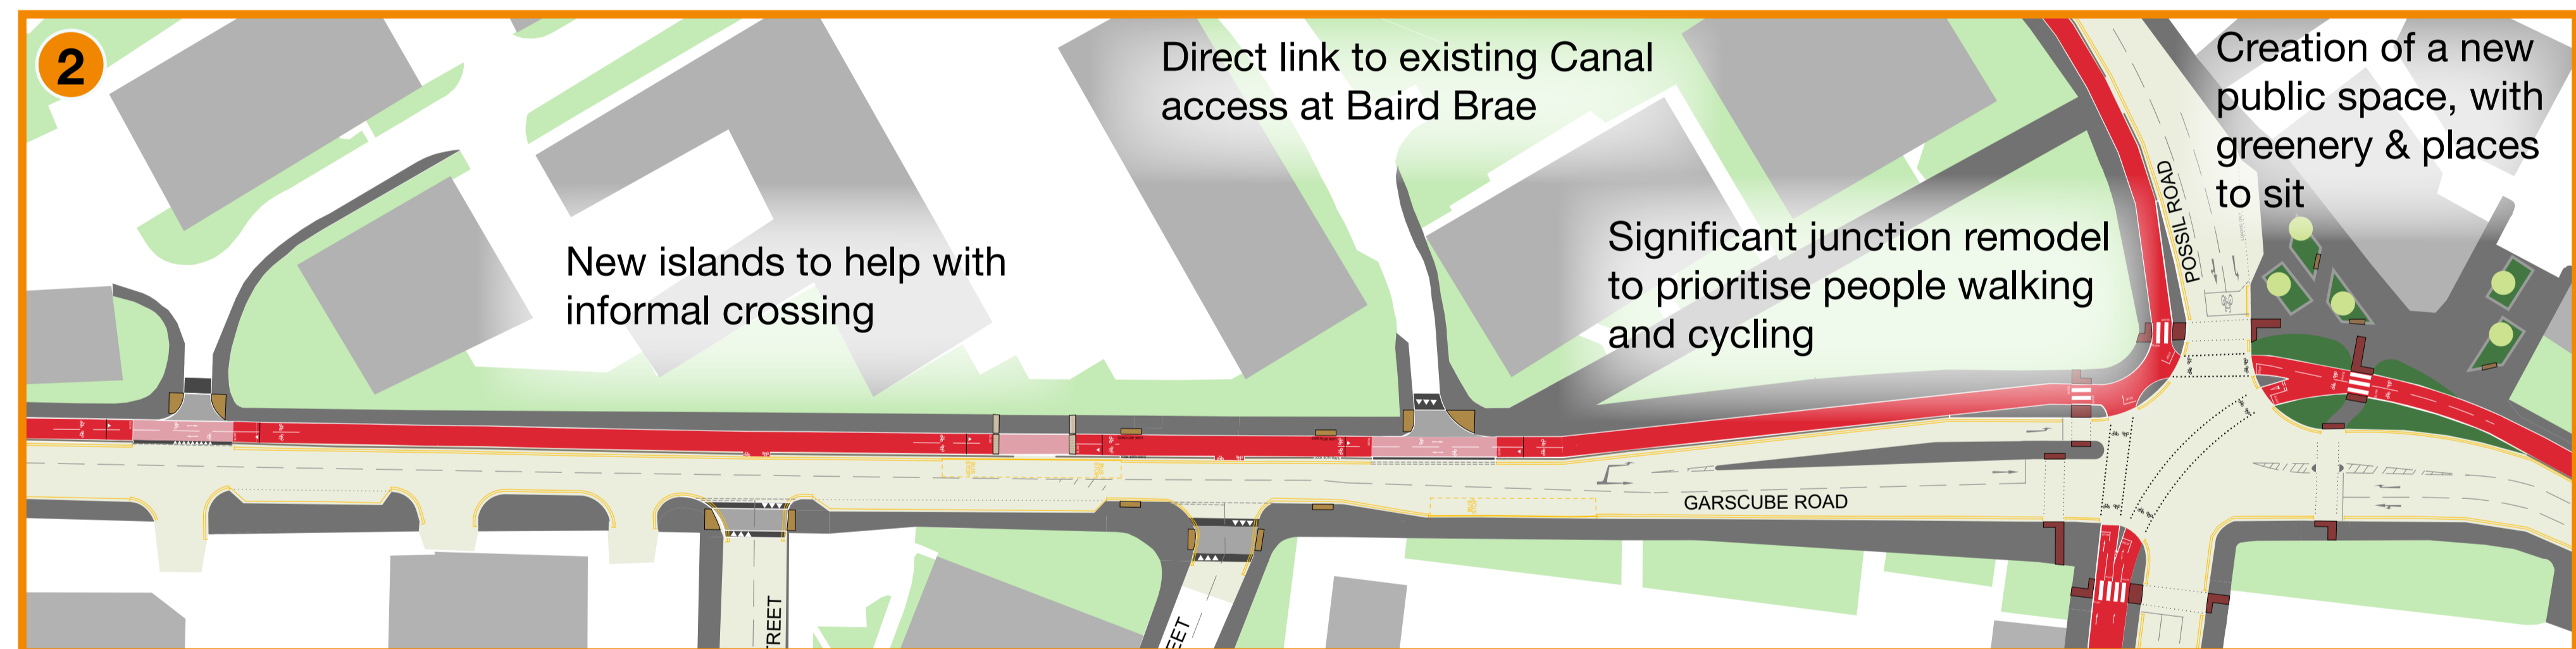 2
Direct link to existing Canal
access at Baird Brae
Creation of a new
public space, with
greenery & places
to sit
New islands to help with
informal crossing
Significant junction remodel
to prioritise people walking
and cycling
POSSIL ROAD
GARSCUBE ROAD
TREET
EET